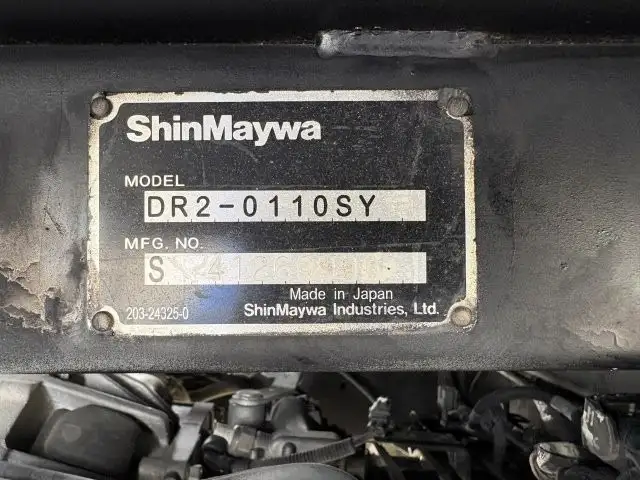 ShinMaywa
MODEL
DR2-0110SY
MFG. NO.
S
Made in Japan
203-24325-0 ShinMaywa Industries, Ltd.